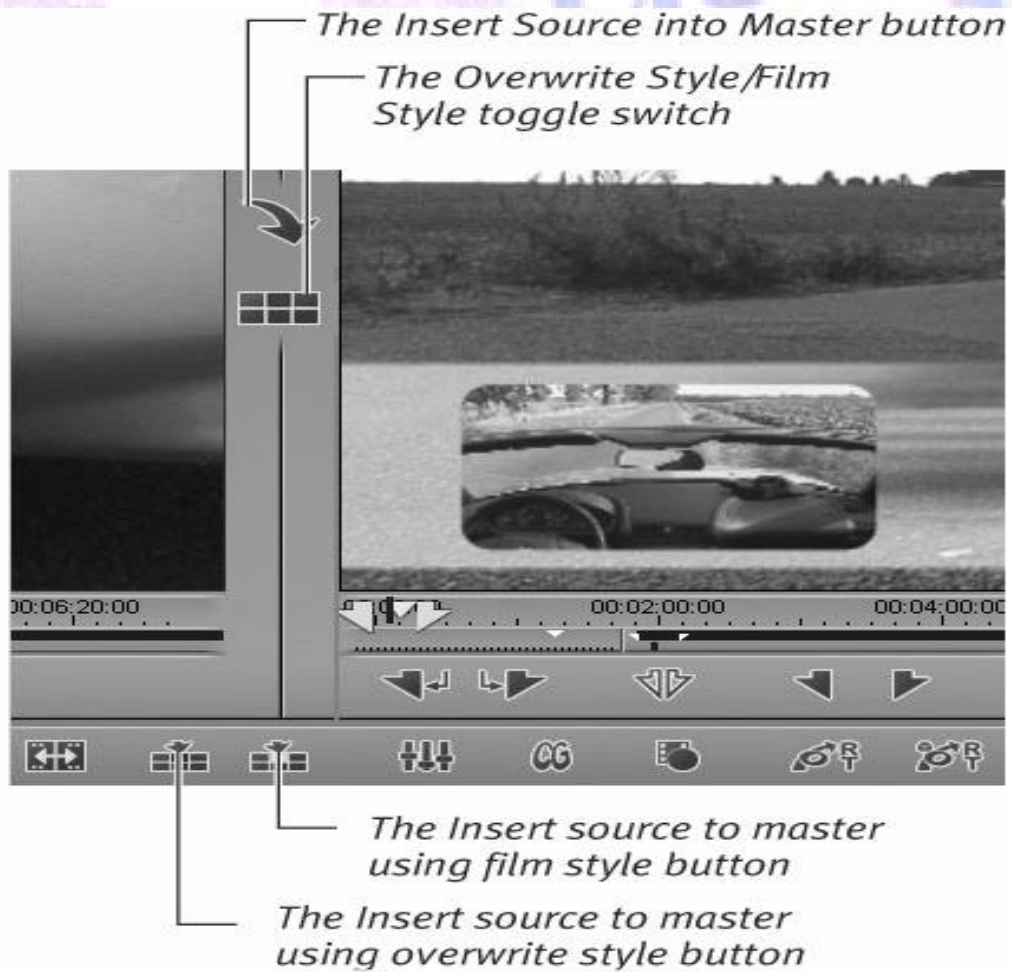 The Insert Source into Master button
The Overwrite Style/Film
Style toggle switch
00:06:20:00
00:02:00:00
00:04:00:00
CG
R
T
R
T
The Insert source to master
using film style button
The Insert source to master
using overwrite style button